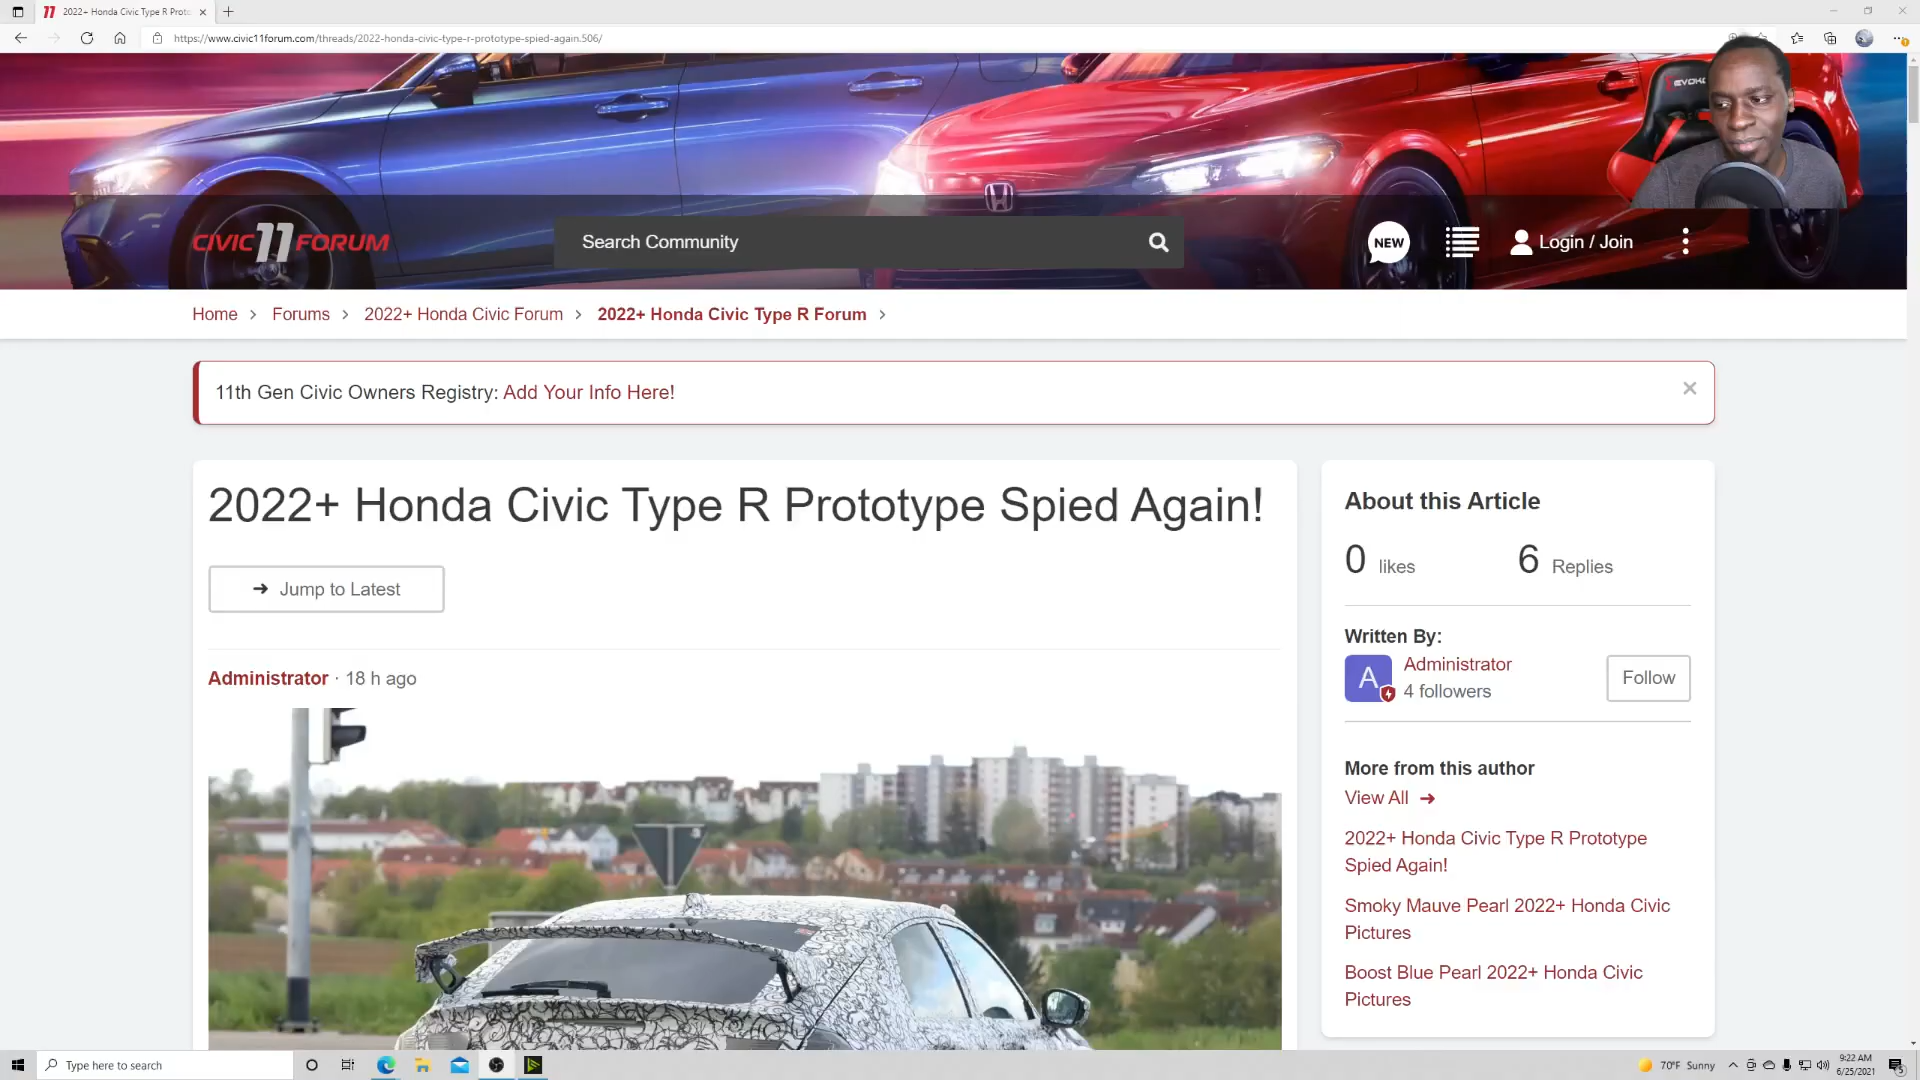 2022+ Honda Civic Type R Proto
https://www.civic11forum.com/threads/2022-honda-civic-type-r-prototype-spied-again.506/
CIVIC 11 FORUM
Search Community
NEW
Login / Join
Home
Forums
2022+ Honda Civic Forum
2022+ Honda Civic Type R Forum
11th Gen Civic Owners Registry: Add Your Info Here!
2022+ Honda Civic Type R Prototype Spied Again!
Jump to Latest
Administrator · 18 h ago
About this Article
0 likes
6 Replies
Written By:
A
Administrator
4 followers
Follow
More from this author
View All
2022+ Honda Civic Type R Prototype
Spied Again!
Smoky Mauve Pearl 2022+ Honda Civic
Pictures
Boost Blue Pearl 2022+ Honda Civic
Pictures
Type here to search
70°F Sunny
9:22 AM
6/25/2021